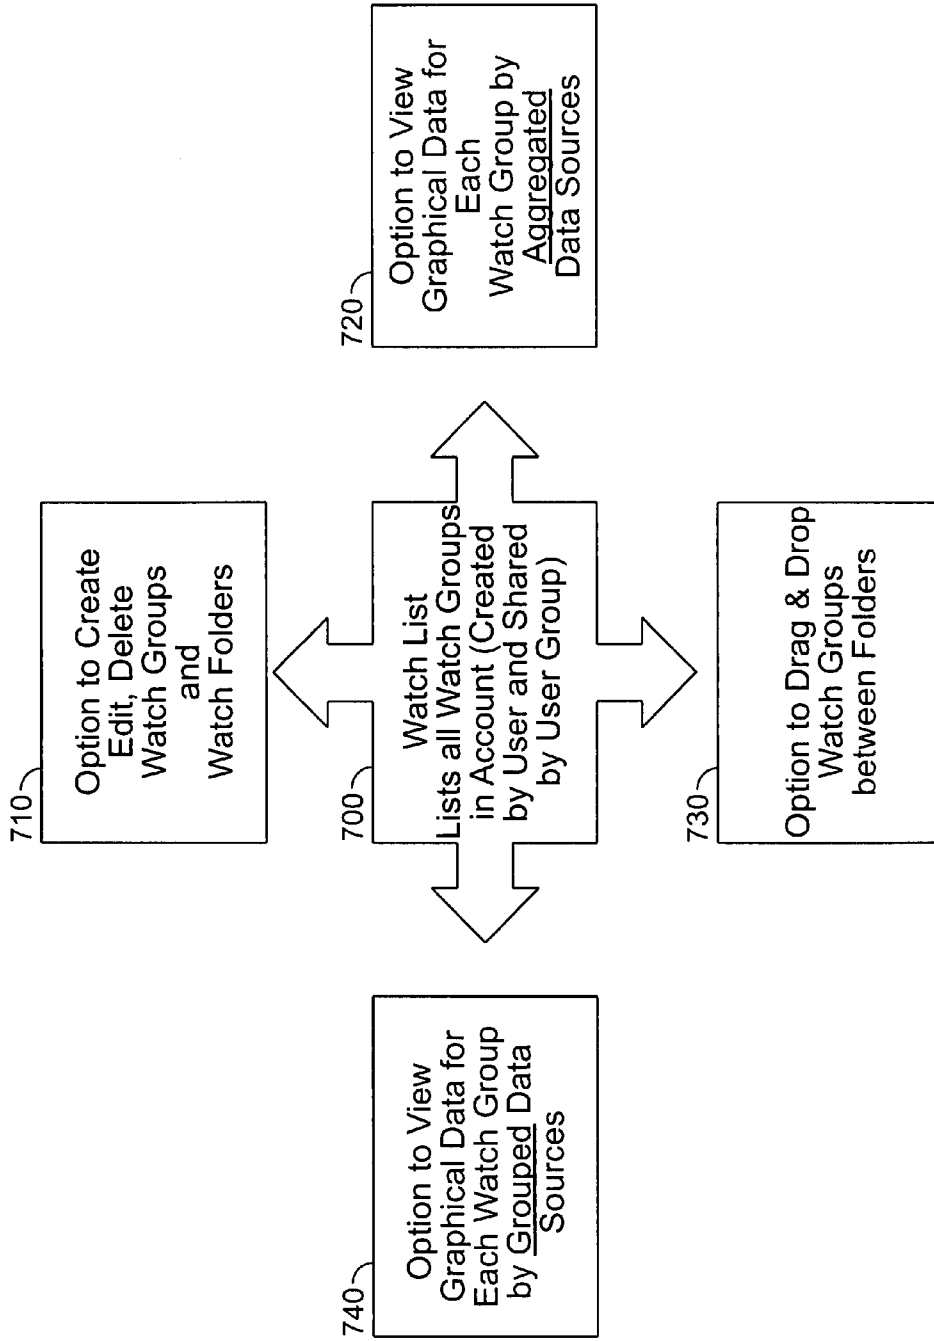 710
Option to Create
Edit, Delete
Watch Groups
and
Watch Folders
740
Option to View
Graphical Data for
Each Watch Group
by Grouped Data
Sources
700
Watch List
Lists all Watch Groups
in Account (Created
by User and Shared
by User Group)
720
Option to View
Graphical Data for
Each
Watch Group by
Aggregated
Data Sources
730
Option to Drag & Drop
Watch Groups
between Folders